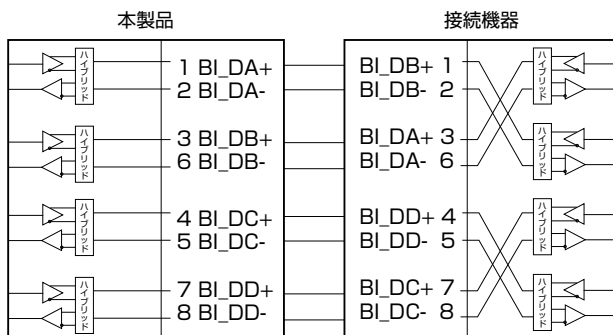 本製品
接続機器
ハイブリッド
1 BI_DA+
2 BI_DA-
BI_DB+ 1
BI_DB- 2
ハイブリッド
ハイブリッド
3 BI_DB+
6 BI_DB-
BI_DA+ 3
BI_DA- 6
ハイブリッド
ハイブリッド
4 BI_DC+
5 BI_DC-
BI_DD+ 4
BI_DD- 5
ハイブリッド
ハイブリッド
7 BI_DD+
8 BI_DD-
BI_DC+ 7
BI_DC- 8
ハイブリッド